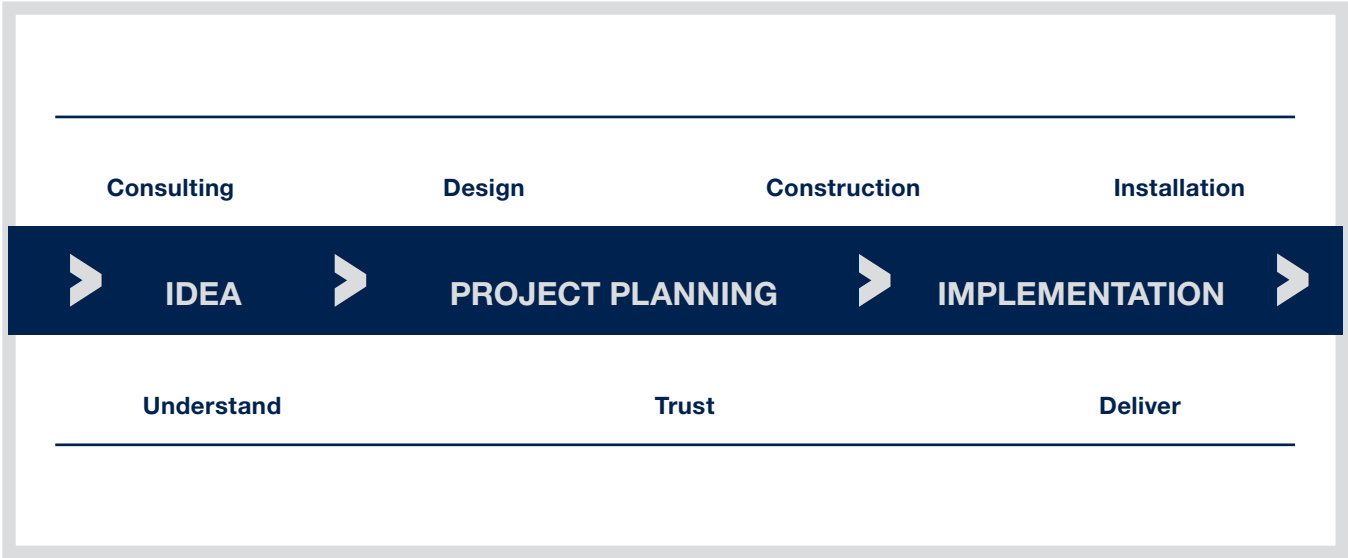 Consulting Design Construction Installation
> IDEA > PROJECT PLANNING > IMPLEMENTATION >
Understand Trust Deliver